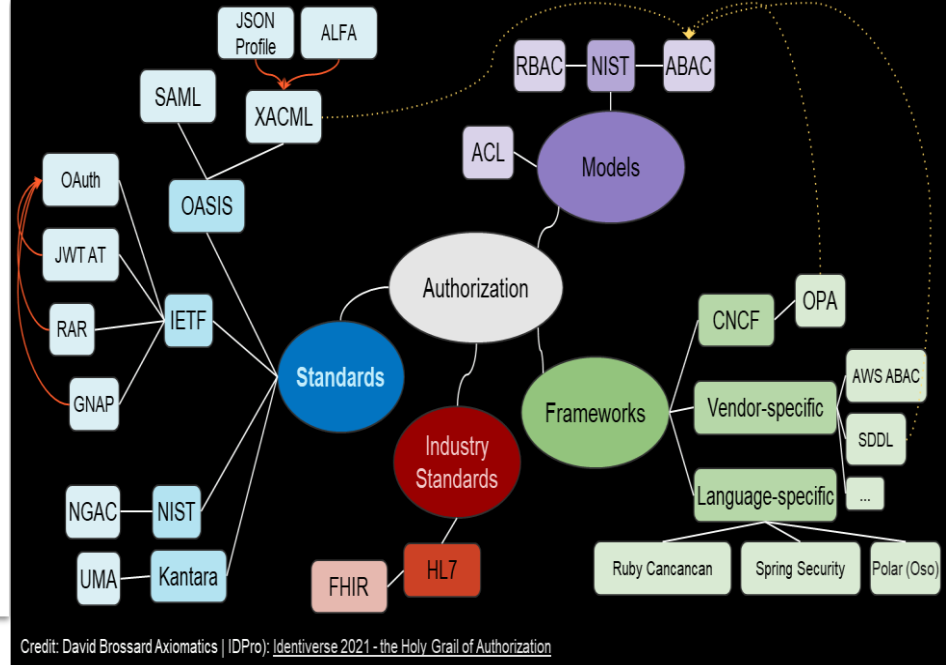 JSON
Profile
ALFA
SAML
XACML
RBAC
NIST
ABAC
ACL
Models
OAuth
OASIS
JWT AT
Authorization
RAR
IETF
CNCF
OPA
GNAP
Standards
Frameworks
Vendor-specific
AWS ABAC
SDDL
...
Industry
Standards
Language-specific
NGAC
NIST
UMA
Kantara
FHIR
HL7
Ruby Cancancan
Spring Security
Polar (Oso)
Credit: David Brossard Axiomatics | IDPro): Identiverse 2021 - the Holy Grail of Authorization